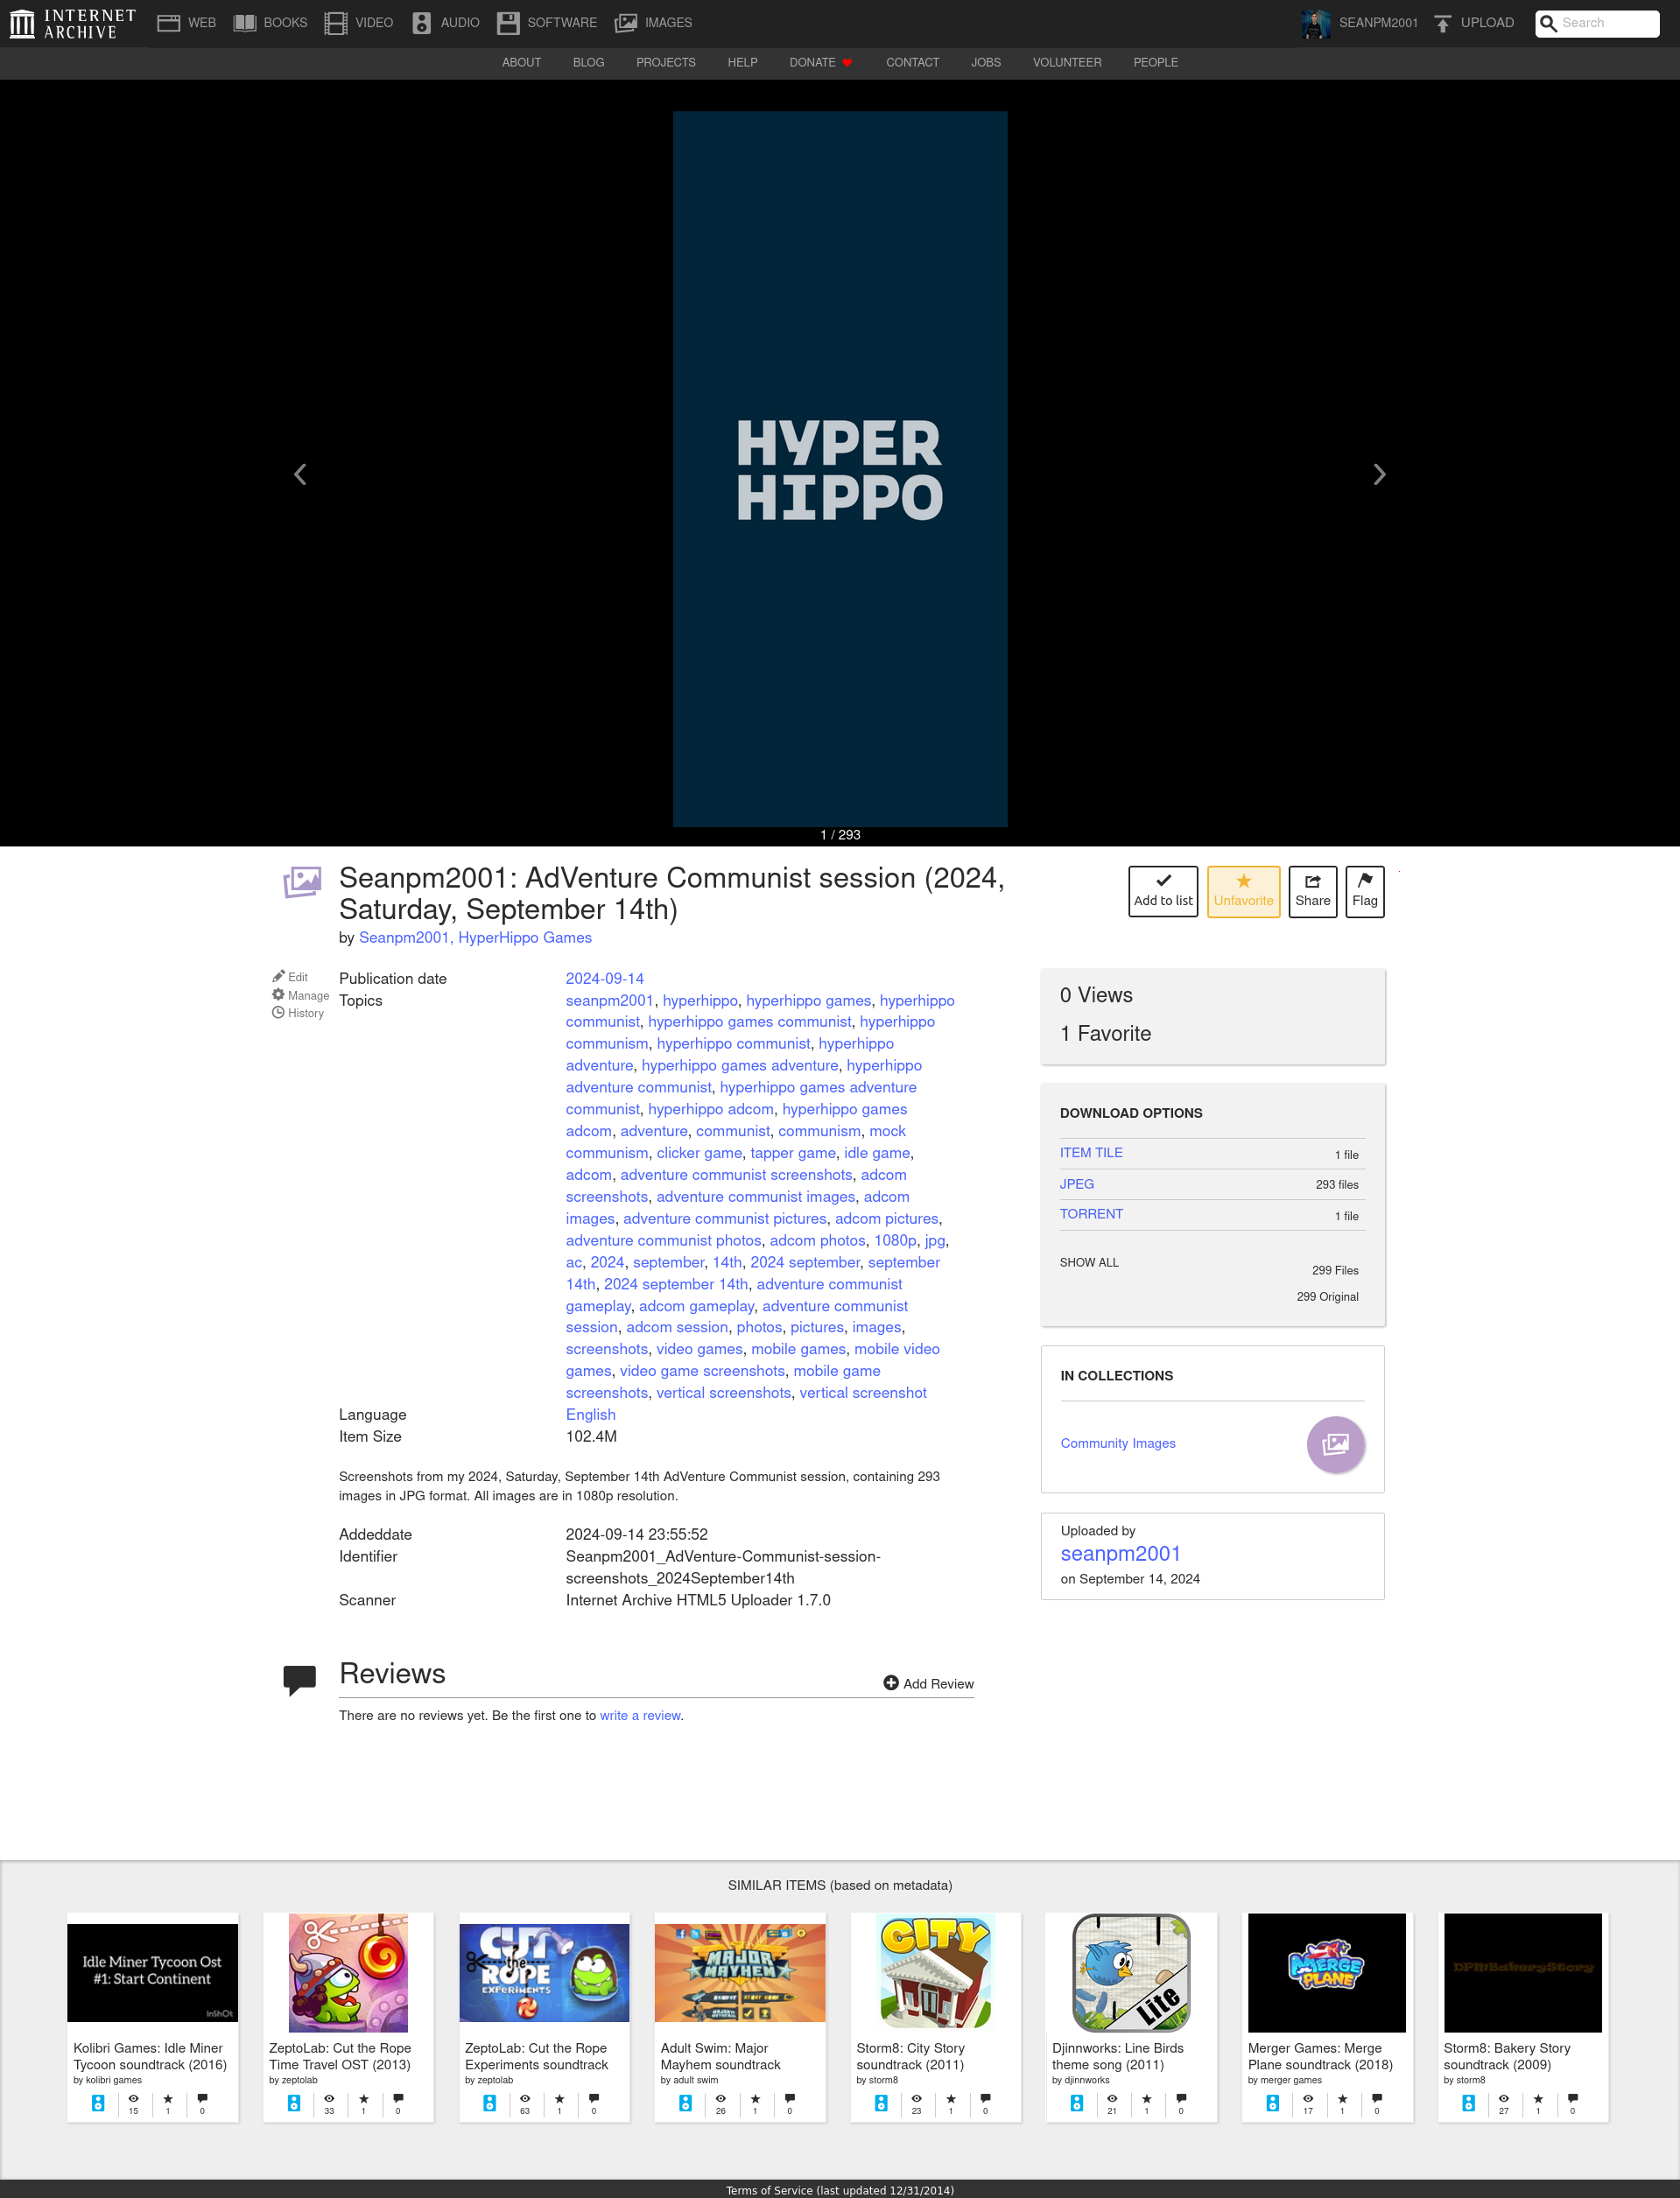 INTERNET ARCHIVE
WEB BOOKS VIDEO AUDIO SOFTWARE IMAGES SEANPM2001 UPLOAD Search
ABOUT BLOG PROJECTS HELP DONATE CONTACT JOBS VOLUNTEER PEOPLE
HYPER
HIPPO
1 / 293
Seanpm2001: AdVenture Communist session (2024,
Saturday, September 14th)
by Seanpm2001, HyperHippo Games
Add to list Unfavorite Share Flag
Edit
Manage
History
Publication date 2024-09-14
Topics seanpm2001, hyperhippo, hyperhippo games, hyperhippo
communist, hyperhippo games communist, hyperhippo
communism, hyperhippo communist, hyperhippo
adventure, hyperhippo games adventure, hyperhippo
adventure communist, hyperhippo games adventure
communist, hyperhippo adcom, hyperhippo games
adcom, adventure, communist, communism, mock
communism, clicker game, tapper game, idle game,
adcom, adventure communist screenshots, adcom
screenshots, adventure communist images, adcom
images, adventure communist pictures, adcom pictures,
adventure communist photos, adcom photos, 1080p, jpg,
ac, 2024, september, 14th, 2024 september, september
14th, 2024 september 14th, adventure communist
gameplay, adcom gameplay, adventure communist
session, adcom session, photos, pictures, images,
screenshots, video games, mobile games, mobile video
games, video game screenshots, mobile game
screenshots, vertical screenshots, vertical screenshot
Language English
Item Size 102.4M
Screenshots from my 2024, Saturday, September 14th AdVenture Communist session, containing 293
images in JPG format. All images are in 1080p resolution.
Addeddate 2024-09-14 23:55:52
Identifier Seanpm2001_AdVenture-Communist-session-
screenshots_2024September14th
Scanner Internet Archive HTML5 Uploader 1.7.0
0 Views
1 Favorite
DOWNLOAD OPTIONS
ITEM TILE 1 file
JPEG 293 files
TORRENT 1 file
SHOW ALL 299 Files
299 Original
IN COLLECTIONS
Community Images
Uploaded by
seanpm2001
on September 14, 2024
Reviews
Add Review
There are no reviews yet. Be the first one to write a review.
SIMILAR ITEMS (based on metadata)
Idle Miner Tycoon Ost
#1: Start Continent
InShOt
Kolibri Games: Idle Miner
Tycoon soundtrack (2016)
by kolibri games
15 1 0
ZeptoLab: Cut the Rope
Time Travel OST (2013)
by zeptolab
33 1 0
CUT
the
ROPE
EXPERIMENTS
ZeptoLab: Cut the Rope
Experiments soundtrack
by zeptolab
63 1 0
MAJOR
MAYHEM
Adult Swim: Major
Mayhem soundtrack
by adult swim
26 1 0
CITY
Storm8: City Story
soundtrack (2011)
by storm8
23 1 0
Lite
Djinnworks: Line Birds
theme song (2011)
by djinnworks
21 1 0
MERGE
PLANE
Merger Games: Merge
Plane soundtrack (2018)
by merger games
17 1 0
DPMBakeryStory
Storm8: Bakery Story
soundtrack (2009)
by storm8
27 1 0
Terms of Service (last updated 12/31/2014)